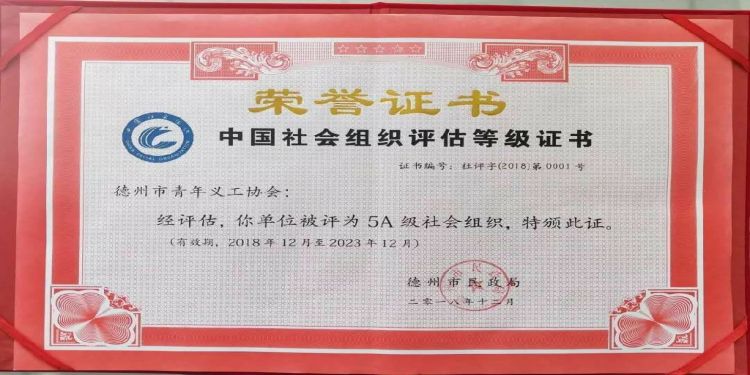 荣誉证书
中国社会组织评估等级证书
证书编号：社评字(2018)第0001号
德州市青年义工协会：
经评估，你单位被评为5A级社会组织，特颁此证。
(有效期，2018年12月至2023年12月)
德州市民政局
二〇一八年十二月